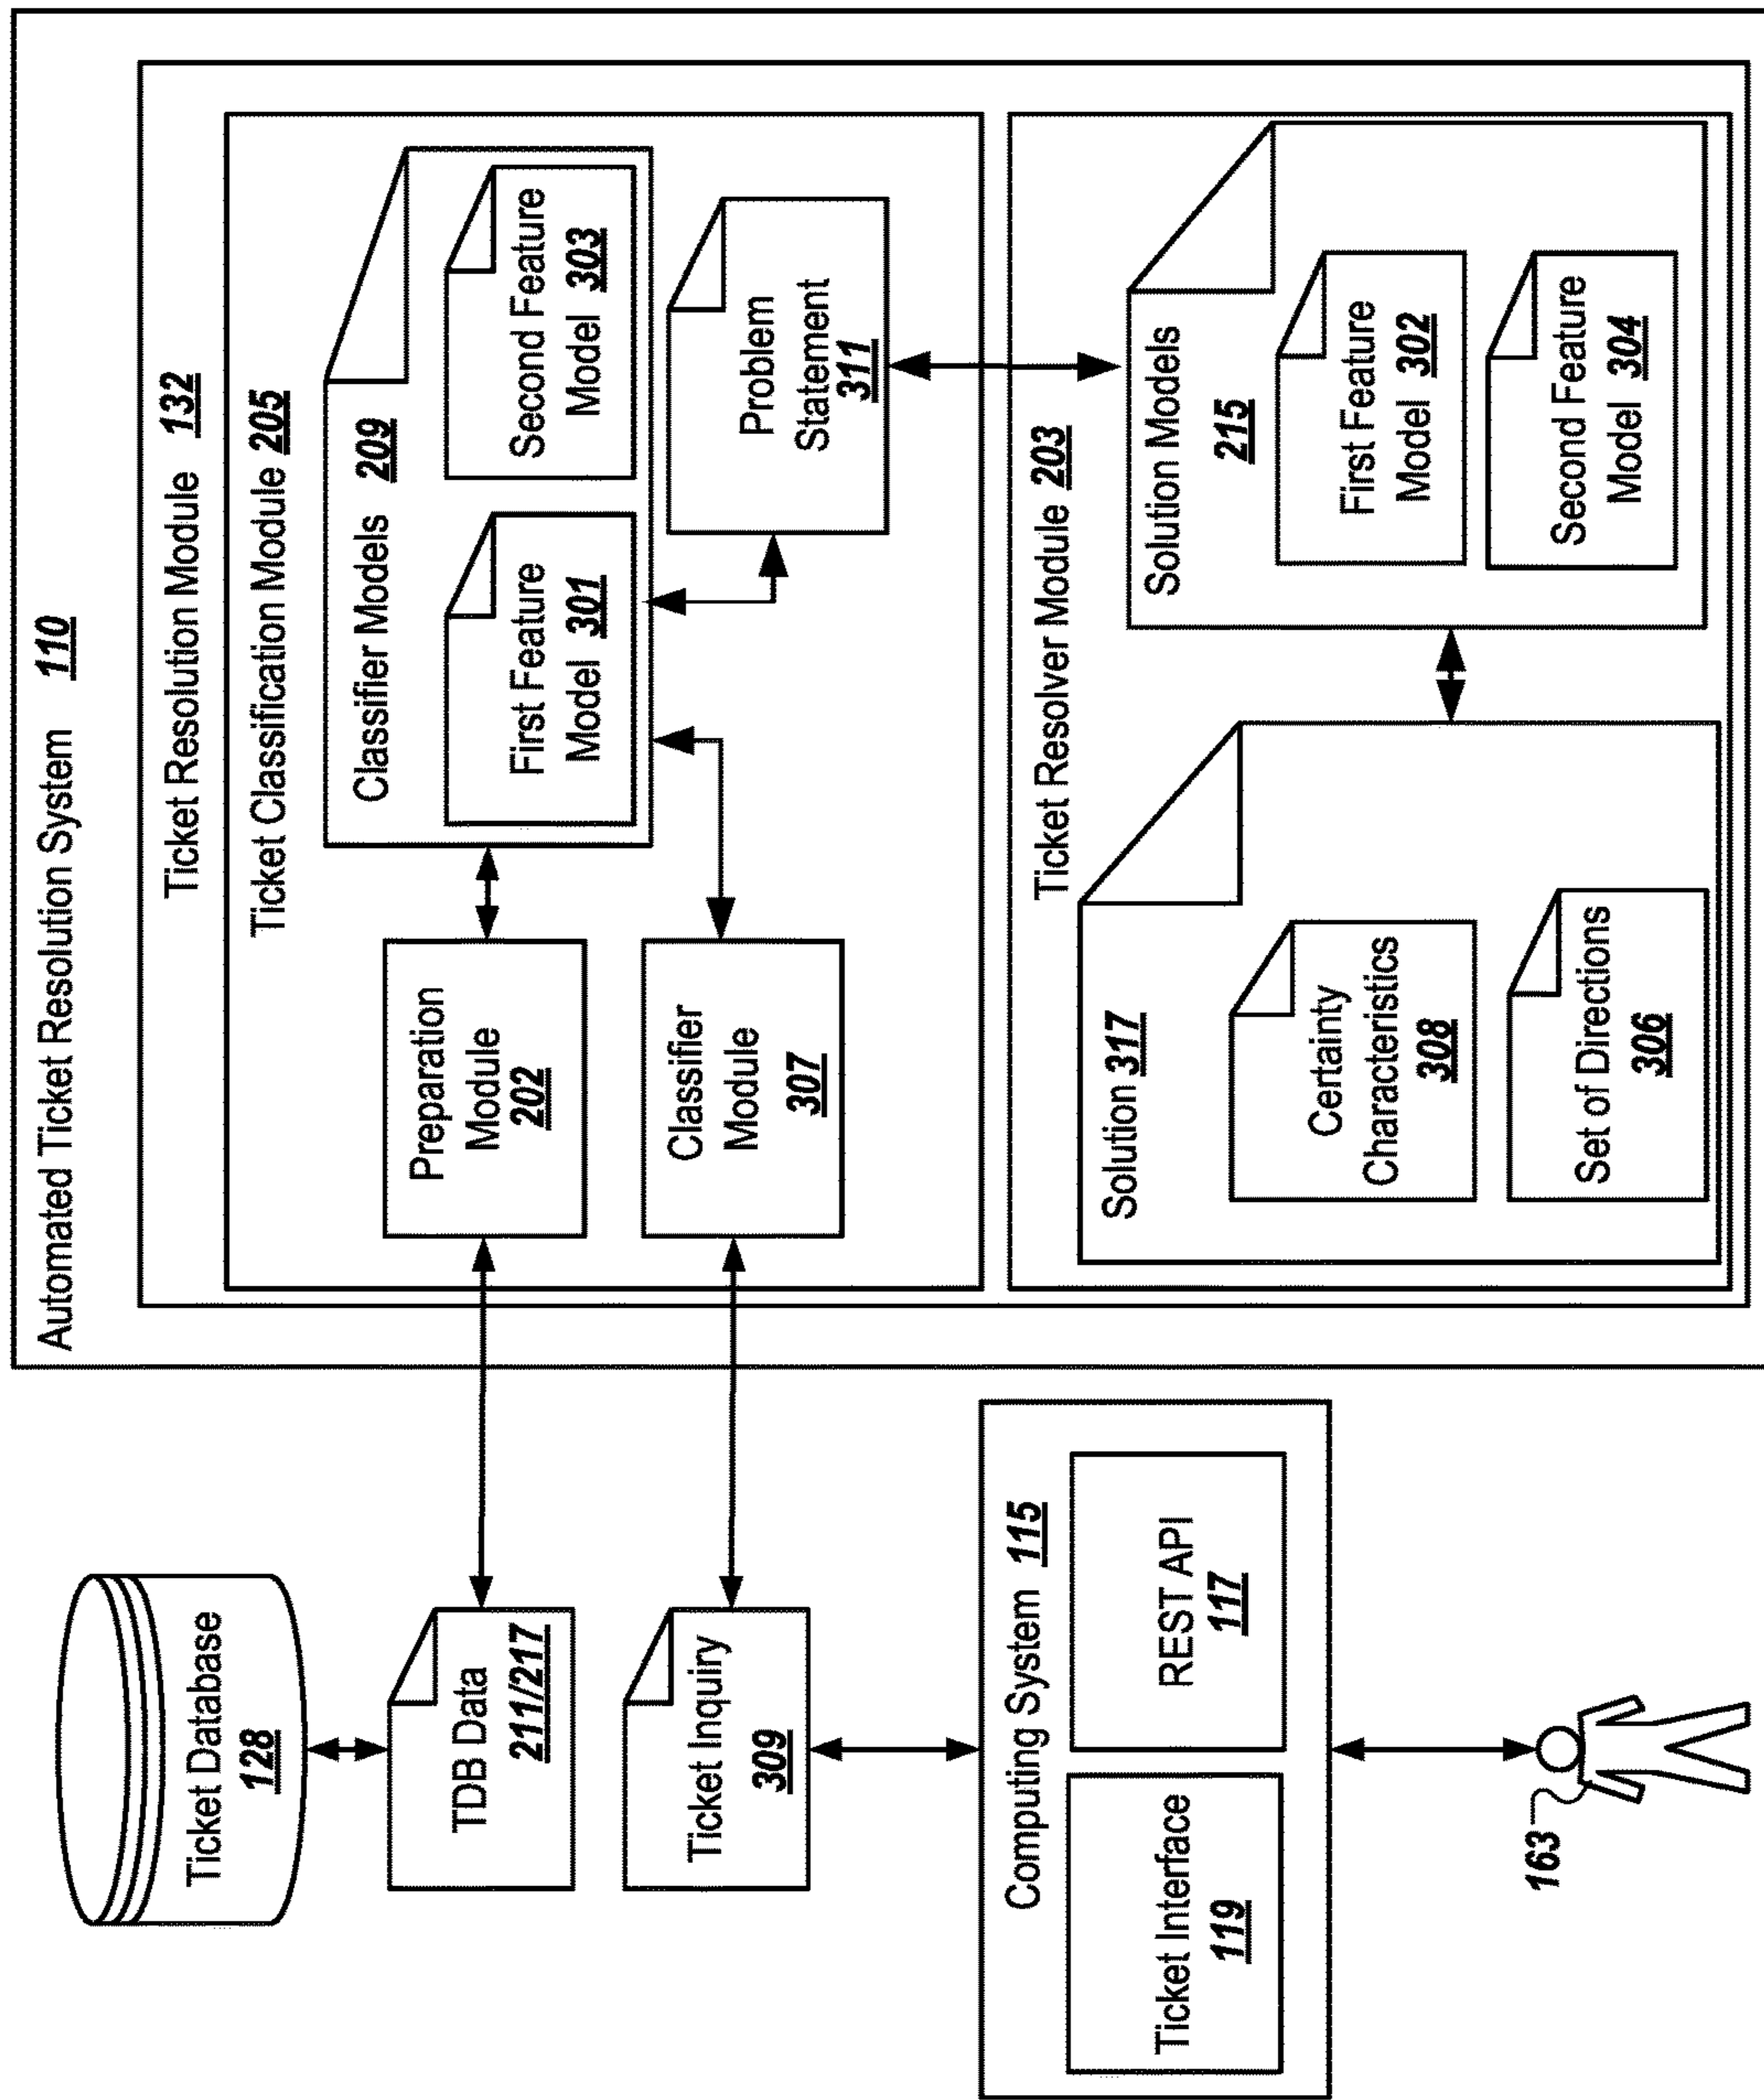 Automated Ticket Resolution System 110
Ticket Database
128
TDB Data
211/217
Ticket Inquiry
309
Computing System 115
Ticket Interface
119
REST API
117
163
Ticket Resolution Module 132
Ticket Classification Module 205
Preparation
Module
202
Classifier
Module
307
Classifier Models 209
First Feature
Model 301
Second Feature
Model 303
Problem
Statement
311
Ticket Resolver Module 203
Solution 317
Certainty
Characteristics
308
Set of Directions
306
Solution Models
215
First Feature
Model 302
Second Feature
Model 304